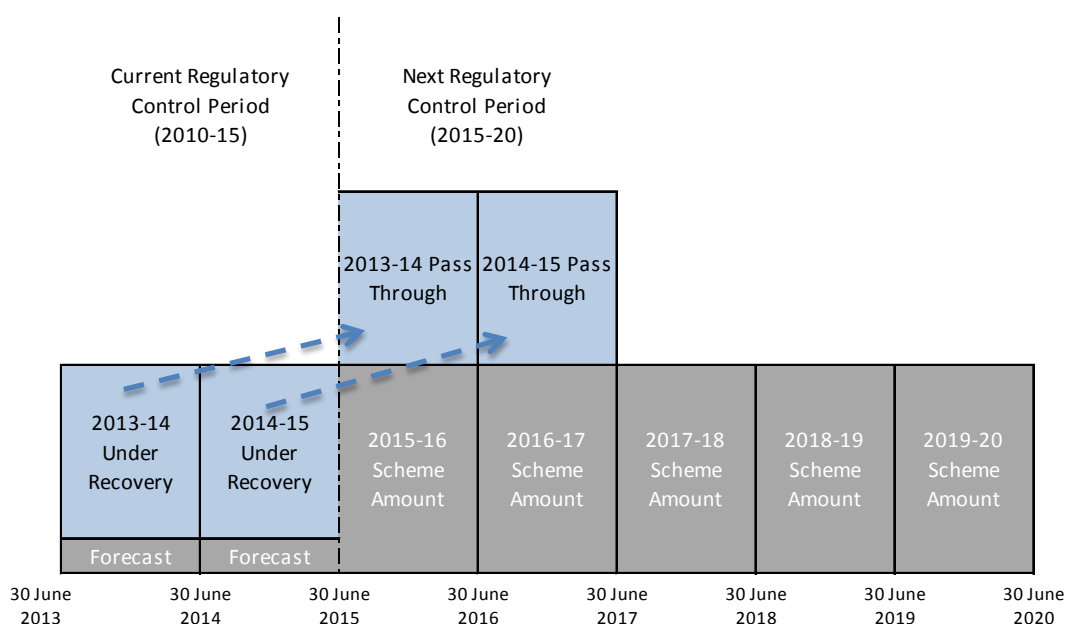 Current Regulatory
Control Period
(2010-15)
Next Regulatory
Control Period
(2015-20)
2013-14 Pass
Through
2014-15 Pass
Through
2013-14
Under
Recovery
2014-15
Under
Recovery
2015-16
Scheme
Amount
2016-17
Scheme
Amount
2017-18
Scheme
Amount
2018-19
Scheme
Amount
2019-20
Scheme
Amount
Forecast
Forecast
30 June
2013
30 June
2014
30 June
2015
30 June
2016
30 June
2017
30 June
2018
30 June
2019
30 June
2020